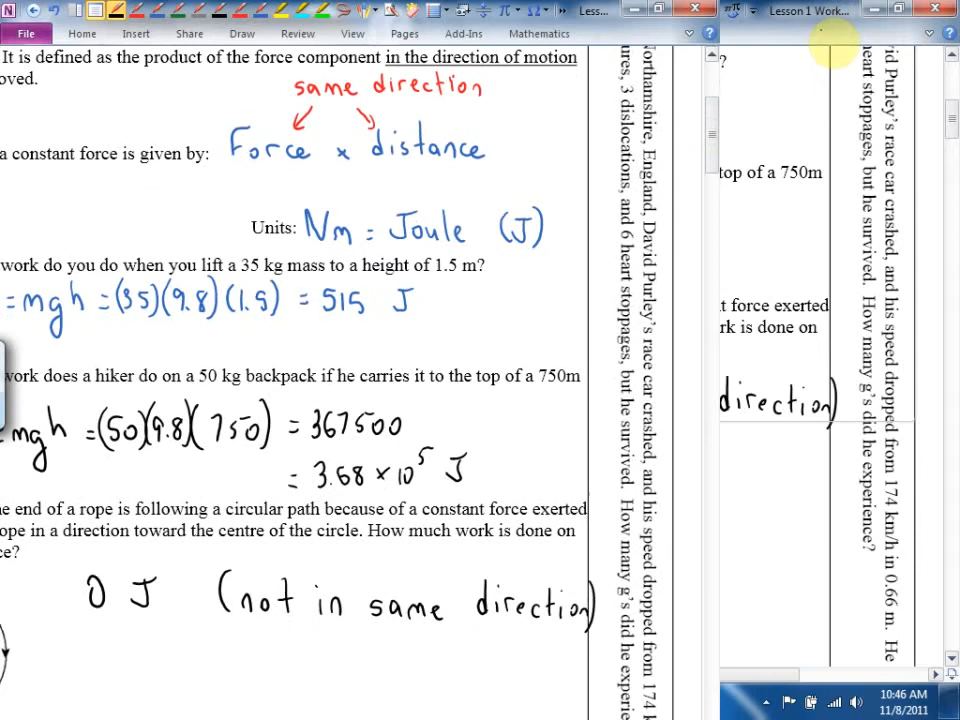 Less...
Lesson 1 Work...
File Home Insert Share Draw Review View Pages Add-Ins Mathematics
It is defined as the product of the force component in the direction of motion
oved.
same direction
a constant force is given by: Force × distance
Units: Nm = Joule (J)
work do you do when you lift a 35 kg mass to a height of 1.5 m?
= mgh = (35)(9.8)(1.5) = 515 J
work does a hiker do on a 50 kg backpack if he carries it to the top of a 750m
mgh = (50)(9.8)(750) = 367500
= 3.68 × 10⁵ J
e end of a rope is following a circular path because of a constant force exerted
ope in a direction toward the centre of the circle. How much work is done on
ce?
0 J (not in same direction)
Northamshire, England, David Purley's race car crashed, and his speed dropped from 174 k
ures, 3 dislocations, and 6 heart stoppages, but he survived. How many g's did he experie
?
top of a 750m
t force exerted
rk is done on
direction)
id Purley's race car crashed, and his speed dropped from 174 km/h in 0.66 m. He
heart stoppages, but he survived. How many g's did he experience?
10:46 AM
11/8/2011